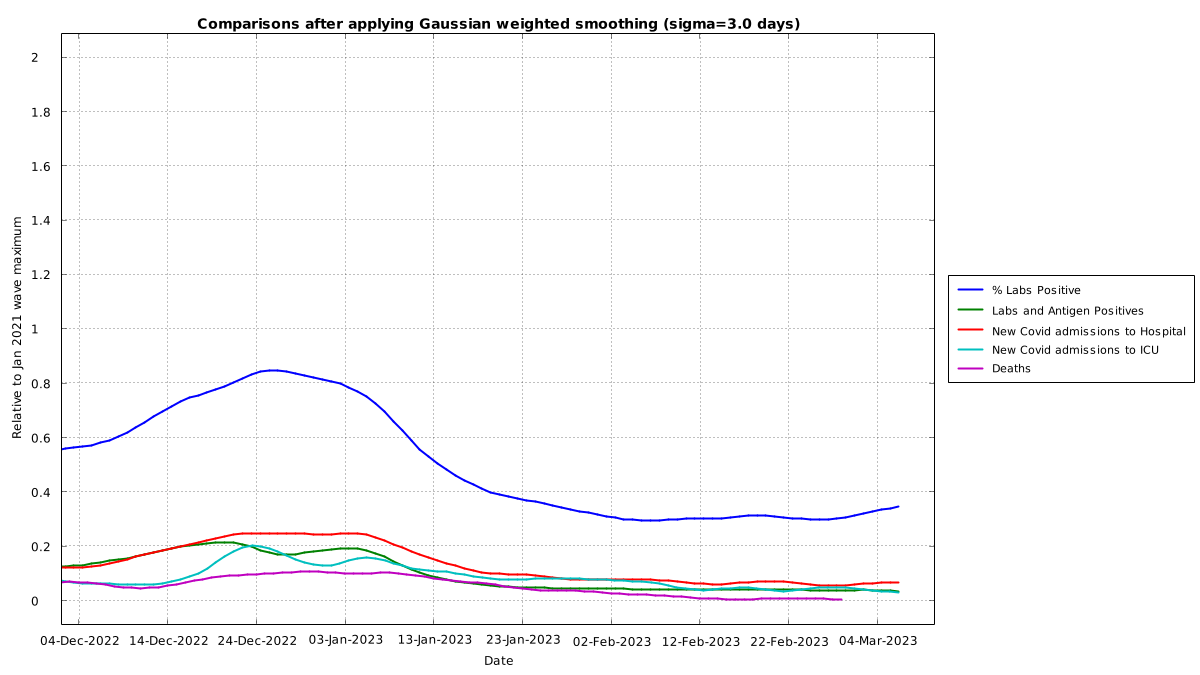 Comparisons after applying Gaussian weighted smoothing (sigma=3.0 days)
Relative to Jan 2021 wave maximum
2
1.8
1.6
1.4
1.2
1
0.8
0.6
0.4
0.2
0
04-Dec-2022 14-Dec-2022 24-Dec-2022 03-Jan-2023 13-Jan-2023 23-Jan-2023 02-Feb-2023 12-Feb-2023 22-Feb-2023 04-Mar-2023
Date
% Labs Positive
Labs and Antigen Positives
New Covid admissions to Hospital
New Covid admissions to ICU
Deaths